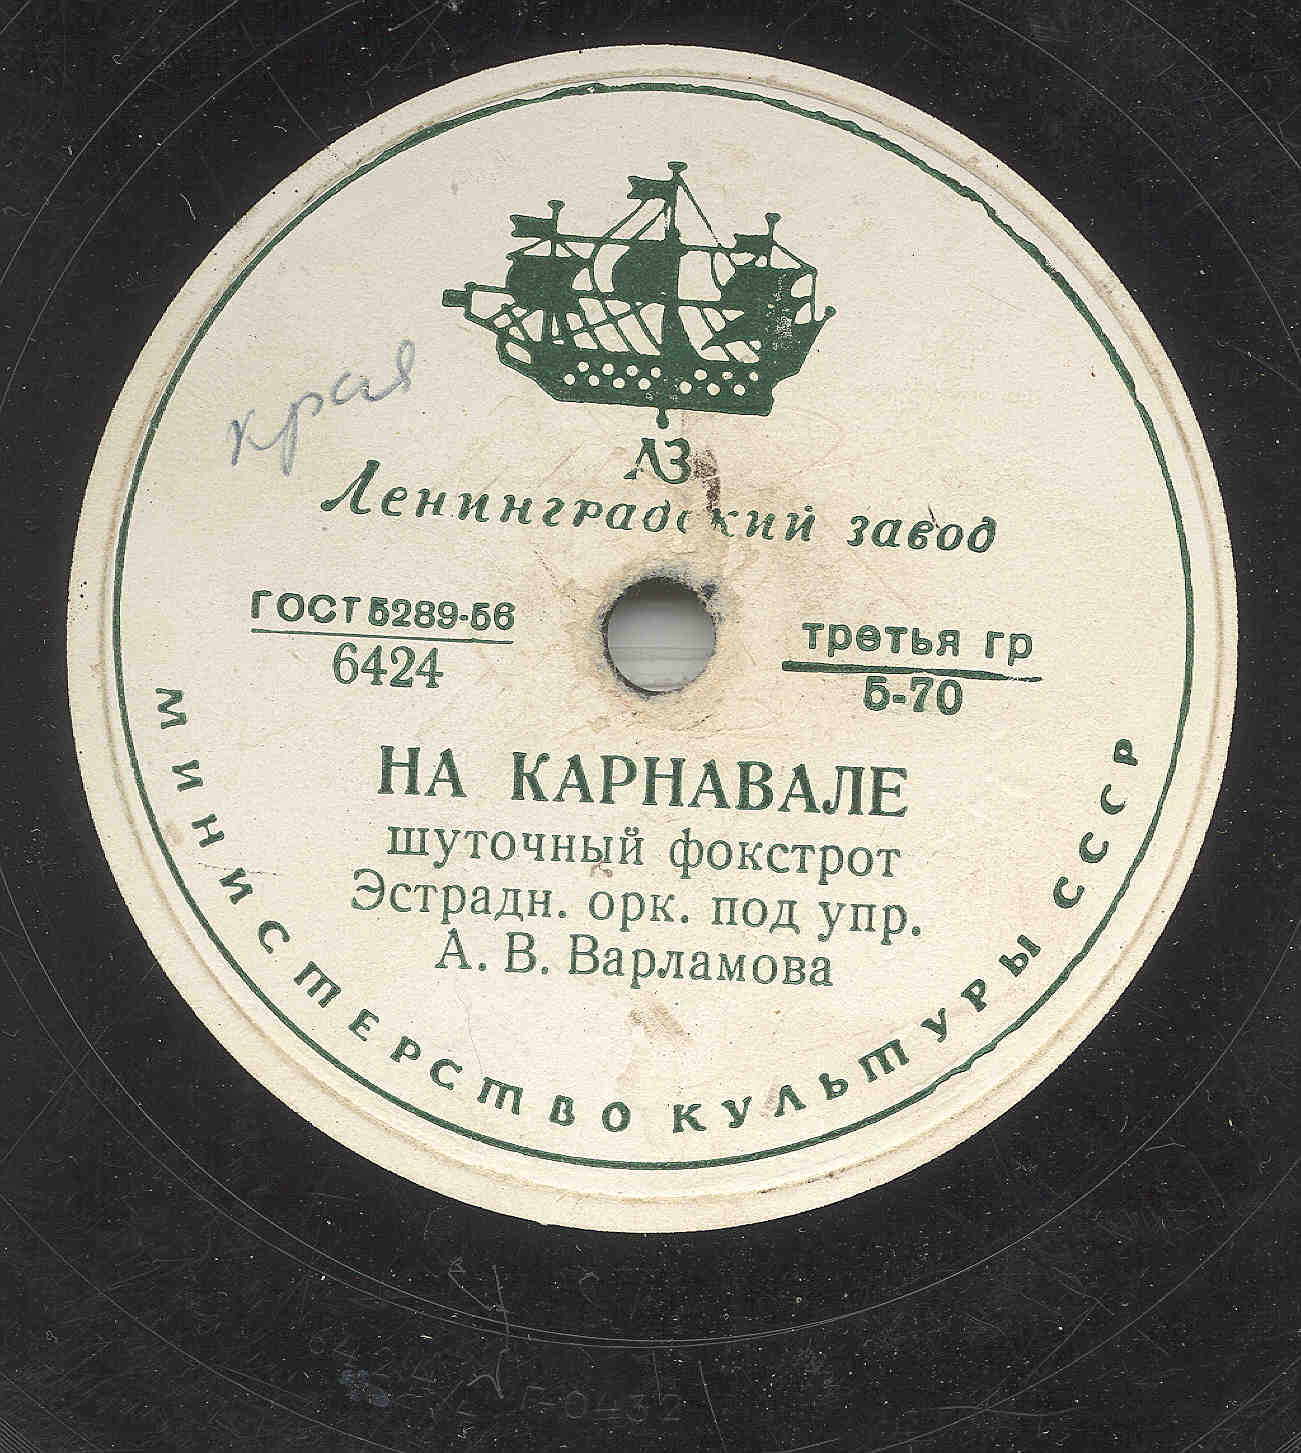 края
ЛЗ
Ленинградский завод
ГОСТ 5289-56
6424
третья гр
Б-70
НА КАРНАВАЛЕ
шуточный фокстрот
Эстрадн. орк. под упр.
А. В. Варламова
МИНИСТЕРСТВО КУЛЬТУРЫ СССР